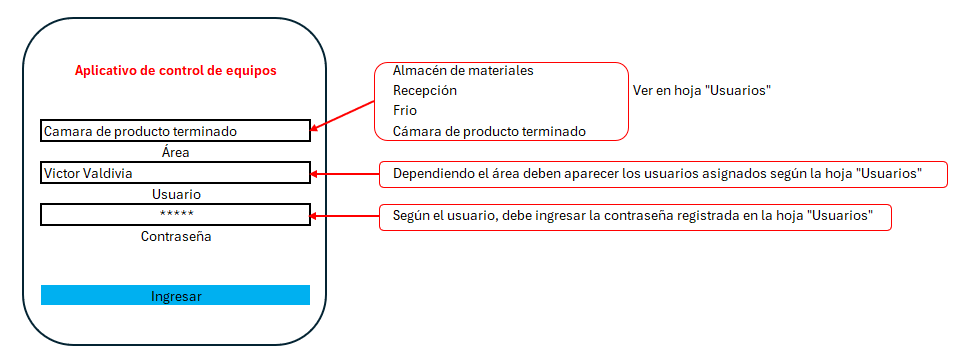 Aplicativo de control de equipos
Almacén de materiales
Recepción
Ver en hoja "Usuarios"
Frio
Cámara de producto terminado
Camara de producto terminado
Área
Victor Valdivia
Dependiendo el área deben aparecer los usuarios asignados según la hoja "Usuarios"
Usuario
*****
Según el usuario, debe ingresar la contraseña registrada en la hoja "Usuarios"
Contraseña
Ingresar